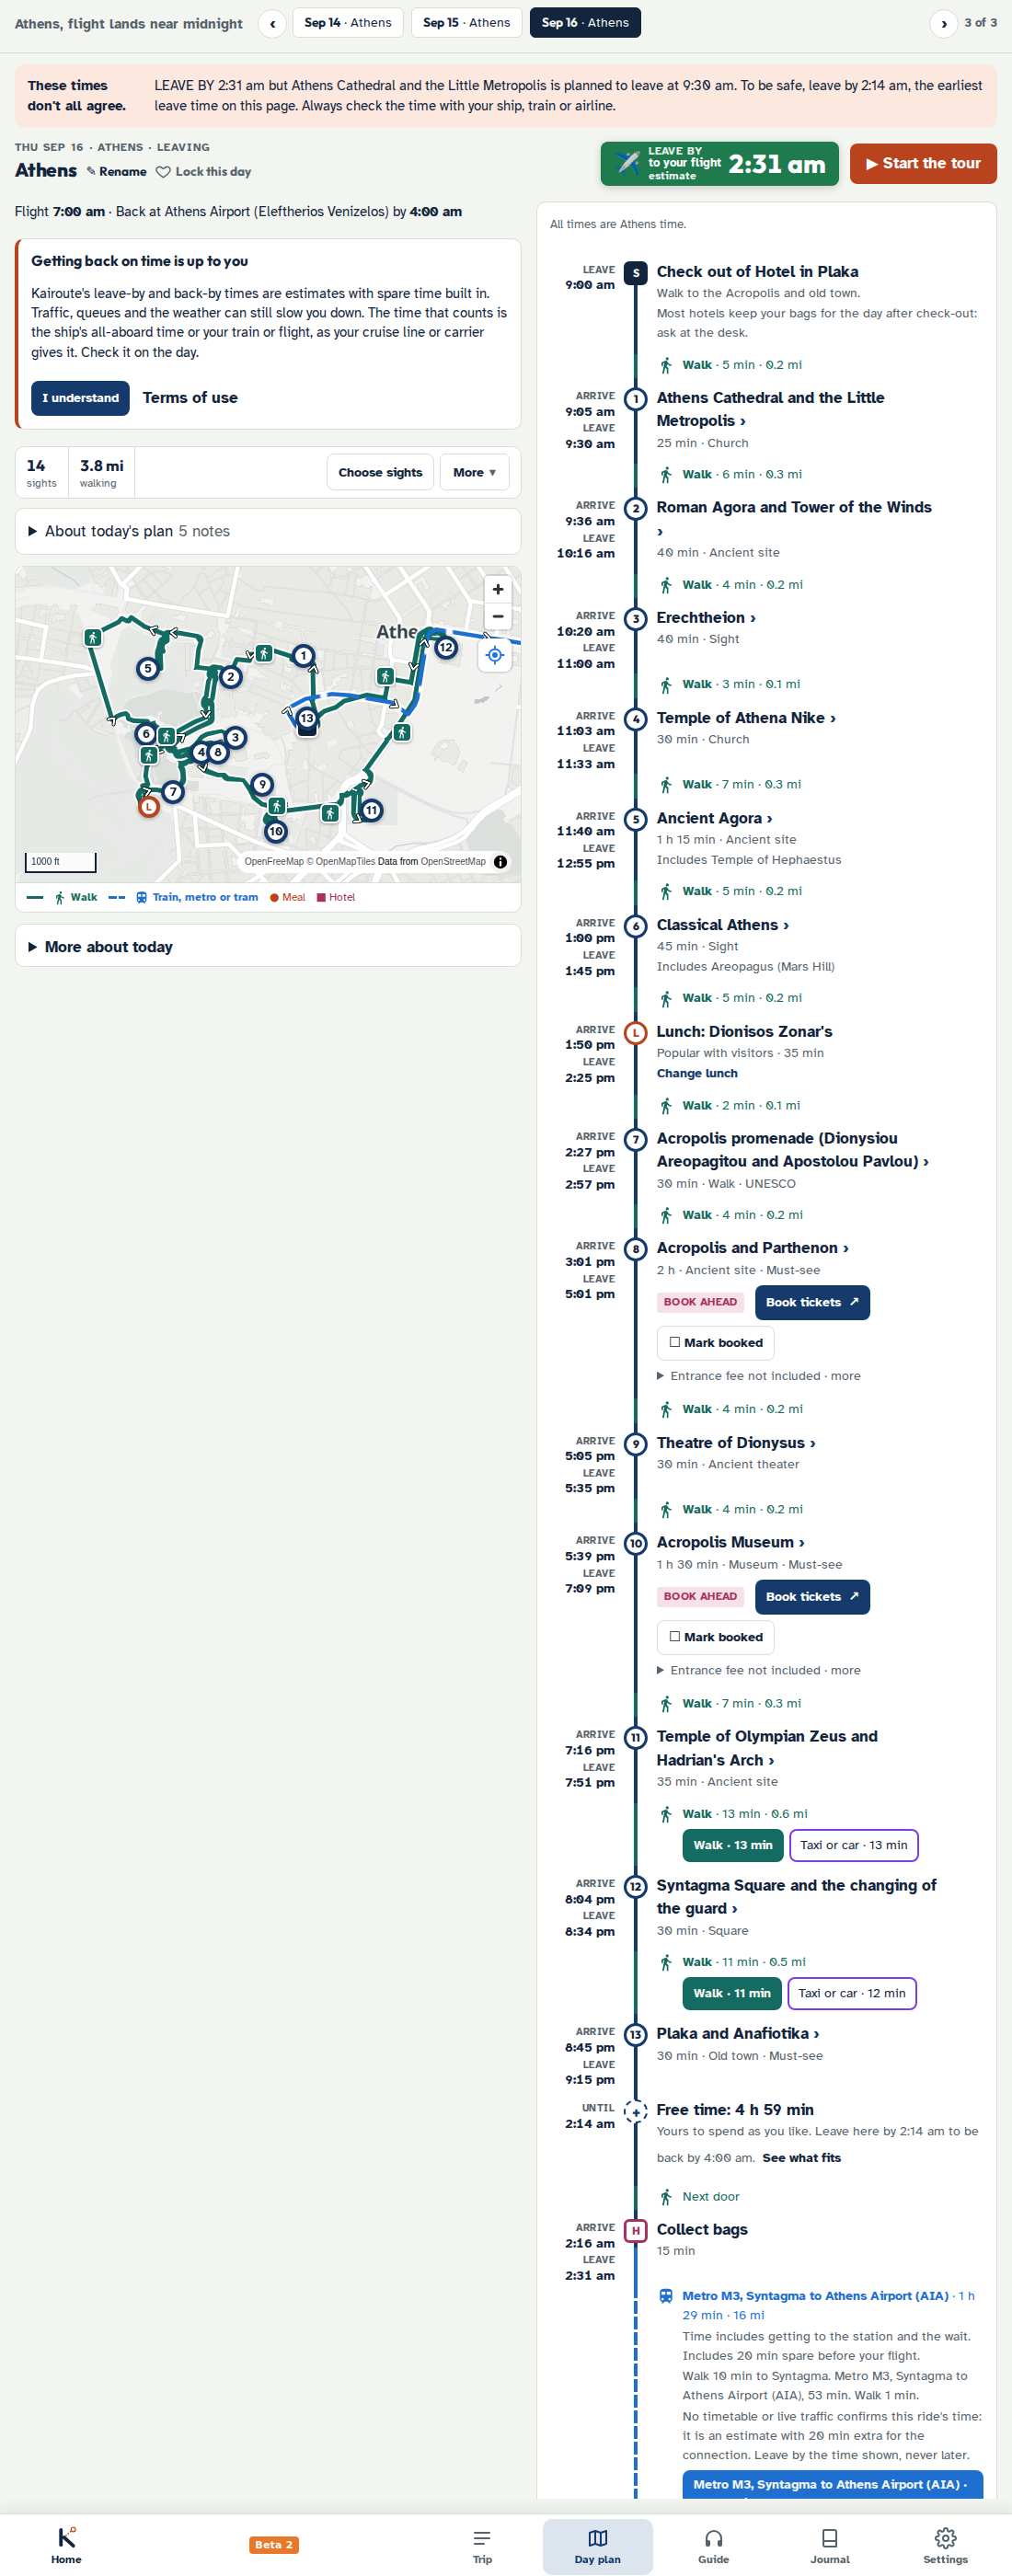 Athens, flight lands near midnight
‹
Sep 14 · Athens
Sep 15 · Athens
Sep 16 · Athens
›
3 of 3
These times don't all agree.
LEAVE BY 2:31 am but Athens Cathedral and the Little Metropolis is planned to leave at 9:30 am. To be safe, leave by 2:14 am, the earliest
leave time on this page. Always check the time with your ship, train or airline.
THU SEP 16 · ATHENS · LEAVING
Athens ✎ Rename ♡ Lock this day
LEAVE BY
to your flight
estimate
2:31 am
▶ Start the tour
Flight 7:00 am · Back at Athens Airport (Eleftherios Venizelos) by 4:00 am
Getting back on time is up to you
Kairoute's leave-by and back-by times are estimates with spare time built in.
Traffic, queues and the weather can still slow you down. The time that counts is
the ship's all-aboard time or your train or flight, as your cruise line or carrier
gives it. Check it on the day.
I understand
Terms of use
14
sights
3.8 mi
walking
Choose sights
More ▼
▶ About today's plan 5 notes
Athe
+
−
1
2
3
4
5
6
7
8
9
10
11
12
13
L
1000 ft
OpenFreeMap © OpenMapTiles Data from OpenStreetMap
Walk
Train, metro or tram
Meal
Hotel
▶ More about today
All times are Athens time.
LEAVE
9:00 am
S
Check out of Hotel in Plaka
Walk to the Acropolis and old town.
Most hotels keep your bags for the day after check-out:
ask at the desk.
Walk · 5 min · 0.2 mi
ARRIVE
9:05 am
LEAVE
9:30 am
1
Athens Cathedral and the Little
Metropolis ›
25 min · Church
Walk · 6 min · 0.3 mi
ARRIVE
9:36 am
LEAVE
10:16 am
2
Roman Agora and Tower of the Winds
›
40 min · Ancient site
Walk · 4 min · 0.2 mi
ARRIVE
10:20 am
LEAVE
11:00 am
3
Erechtheion ›
40 min · Sight
Walk · 3 min · 0.1 mi
ARRIVE
11:03 am
LEAVE
11:33 am
4
Temple of Athena Nike ›
30 min · Church
Walk · 7 min · 0.3 mi
ARRIVE
11:40 am
LEAVE
12:55 pm
5
Ancient Agora ›
1 h 15 min · Ancient site
Includes Temple of Hephaestus
Walk · 5 min · 0.2 mi
ARRIVE
1:00 pm
LEAVE
1:45 pm
6
Classical Athens ›
45 min · Sight
Includes Areopagus (Mars Hill)
Walk · 5 min · 0.2 mi
ARRIVE
1:50 pm
LEAVE
2:25 pm
L
Lunch: Dionisos Zonar's
Popular with visitors · 35 min
Change lunch
Walk · 2 min · 0.1 mi
ARRIVE
2:27 pm
LEAVE
2:57 pm
7
Acropolis promenade (Dionysiou
Areopagitou and Apostolou Pavlou) ›
30 min · Walk · UNESCO
Walk · 4 min · 0.2 mi
ARRIVE
3:01 pm
LEAVE
5:01 pm
8
Acropolis and Parthenon ›
2 h · Ancient site · Must-see
BOOK AHEAD
Book tickets ↗
☐ Mark booked
▶ Entrance fee not included · more
Walk · 4 min · 0.2 mi
ARRIVE
5:05 pm
LEAVE
5:35 pm
9
Theatre of Dionysus ›
30 min · Ancient theater
Walk · 4 min · 0.2 mi
ARRIVE
5:39 pm
LEAVE
7:09 pm
10
Acropolis Museum ›
1 h 30 min · Museum · Must-see
BOOK AHEAD
Book tickets ↗
☐ Mark booked
▶ Entrance fee not included · more
Walk · 7 min · 0.3 mi
ARRIVE
7:16 pm
LEAVE
7:51 pm
11
Temple of Olympian Zeus and
Hadrian's Arch ›
35 min · Ancient site
Walk · 13 min · 0.6 mi
Walk · 13 min
Taxi or car · 13 min
ARRIVE
8:04 pm
LEAVE
8:34 pm
12
Syntagma Square and the changing of
the guard ›
30 min · Square
Walk · 11 min · 0.5 mi
Walk · 11 min
Taxi or car · 12 min
ARRIVE
8:45 pm
LEAVE
9:15 pm
13
Plaka and Anafiotika ›
30 min · Old town · Must-see
UNTIL
2:14 am
+
Free time: 4 h 59 min
Yours to spend as you like. Leave here by 2:14 am to be
back by 4:00 am. See what fits
Next door
ARRIVE
2:16 am
LEAVE
2:31 am
H
Collect bags
15 min
Metro M3, Syntagma to Athens Airport (AIA) · 1 h
29 min · 16 mi
Time includes getting to the station and the wait.
Includes 20 min spare before your flight.
Walk 10 min to Syntagma. Metro M3, Syntagma to
Athens Airport (AIA), 53 min. Walk 1 min.
No timetable or live traffic confirms this ride's time:
it is an estimate with 20 min extra for the
connection. Leave by the time shown, never later.
Metro M3, Syntagma to Athens Airport (AIA) ·
Home
Beta 2
Trip
Day plan
Guide
Journal
Settings